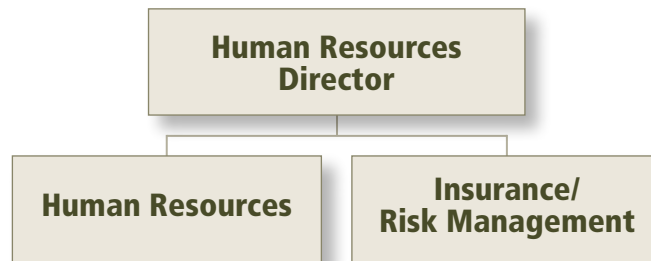 Human Resources
Director
Human Resources
Insurance/
Risk Management